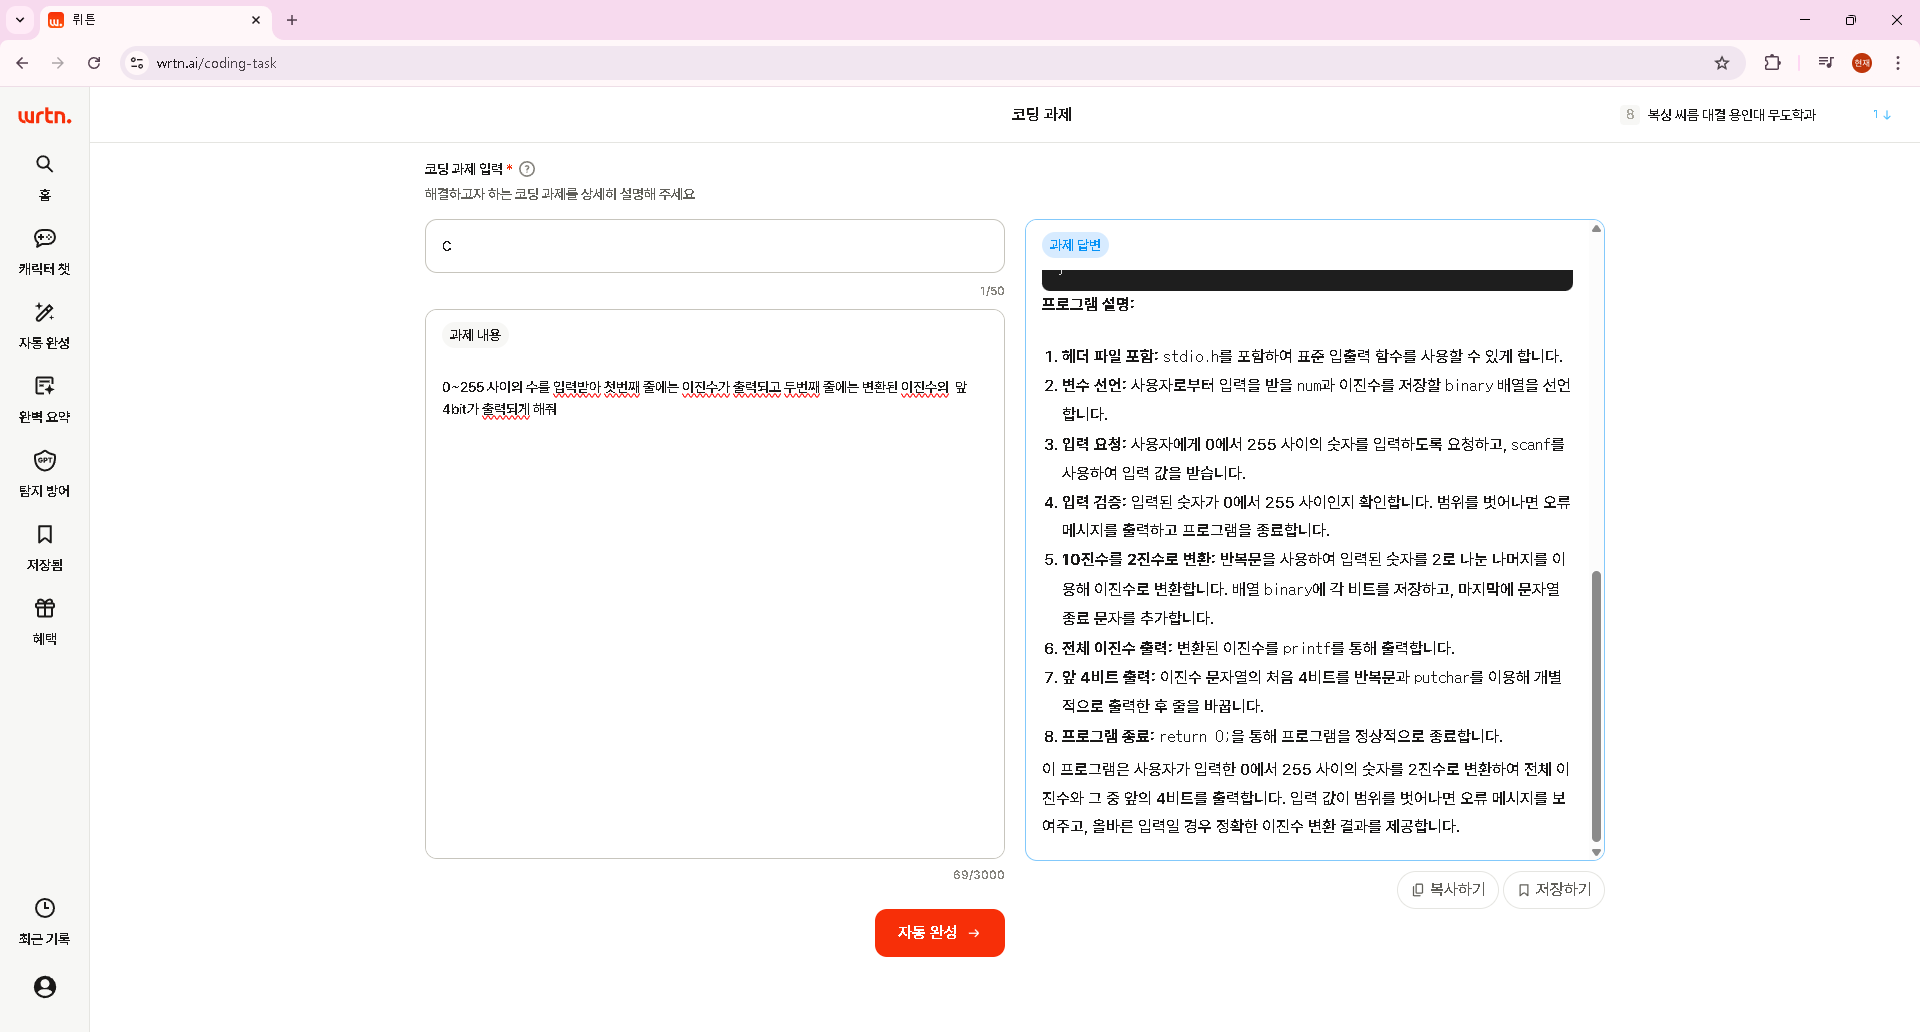 뤼튼
wrtn.ai/coding-task
현재
wrtn.
홈
캐릭터 챗
자동 완성
완벽 요약
GPT
탐지 방어
저장됨
혜택
최근 기록
코딩 과제
8 복싱 씨름 대결 용인대 무도학과 1
코딩 과제 입력 *
해결하고자 하는 코딩 과제를 상세히 설명해 주세요
C
1/50
과제 내용
0~255 사이의 수를 입력받아 첫번째 줄에는 이진수가 출력되고 두번째 줄에는 변환된 이진수의 앞
4bit가 출력되게 해줘
69/3000
자동 완성 →
과제 답변
프로그램 설명:
1. 헤더 파일 포함: stdio.h를 포함하여 표준 입출력 함수를 사용할 수 있게 합니다.
2. 변수 선언: 사용자로부터 입력을 받을 num과 이진수를 저장할 binary 배열을 선언
합니다.
3. 입력 요청: 사용자에게 0에서 255 사이의 숫자를 입력하도록 요청하고, scanf를
사용하여 입력 값을 받습니다.
4. 입력 검증: 입력된 숫자가 0에서 255 사이인지 확인합니다. 범위를 벗어나면 오류
메시지를 출력하고 프로그램을 종료합니다.
5. 10진수를 2진수로 변환: 반복문을 사용하여 입력된 숫자를 2로 나눈 나머지를 이
용해 이진수로 변환합니다. 배열 binary에 각 비트를 저장하고, 마지막에 문자열
종료 문자를 추가합니다.
6. 전체 이진수 출력: 변환된 이진수를 printf를 통해 출력합니다.
7. 앞 4비트 출력: 이진수 문자열의 처음 4비트를 반복문과 putchar를 이용해 개별
적으로 출력한 후 줄을 바꿉니다.
8. 프로그램 종료: return 0;을 통해 프로그램을 정상적으로 종료합니다.
이 프로그램은 사용자가 입력한 0에서 255 사이의 숫자를 2진수로 변환하여 전체 이
진수와 그 중 앞의 4비트를 출력합니다. 입력 값이 범위를 벗어나면 오류 메시지를 보
여주고, 올바른 입력일 경우 정확한 이진수 변환 결과를 제공합니다.
복사하기
저장하기